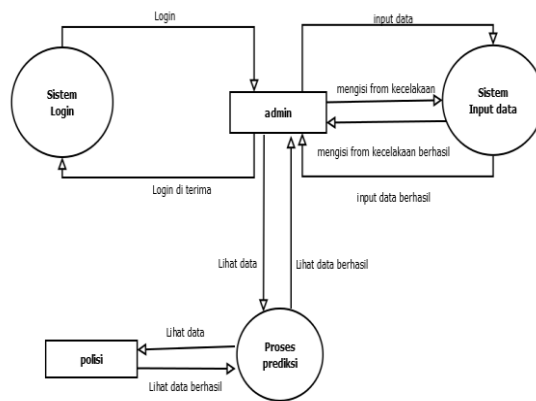 Login
input data
Sistem
Login
admin
mengisi from kecelakaan
Sistem
Input data
mengisi from kecelakaan berhasil
Login di terima
input data berhasil
Lihat data
Lihat data berhasil
Lihat data
Proses
prediksi
polisi
Lihat data berhasil